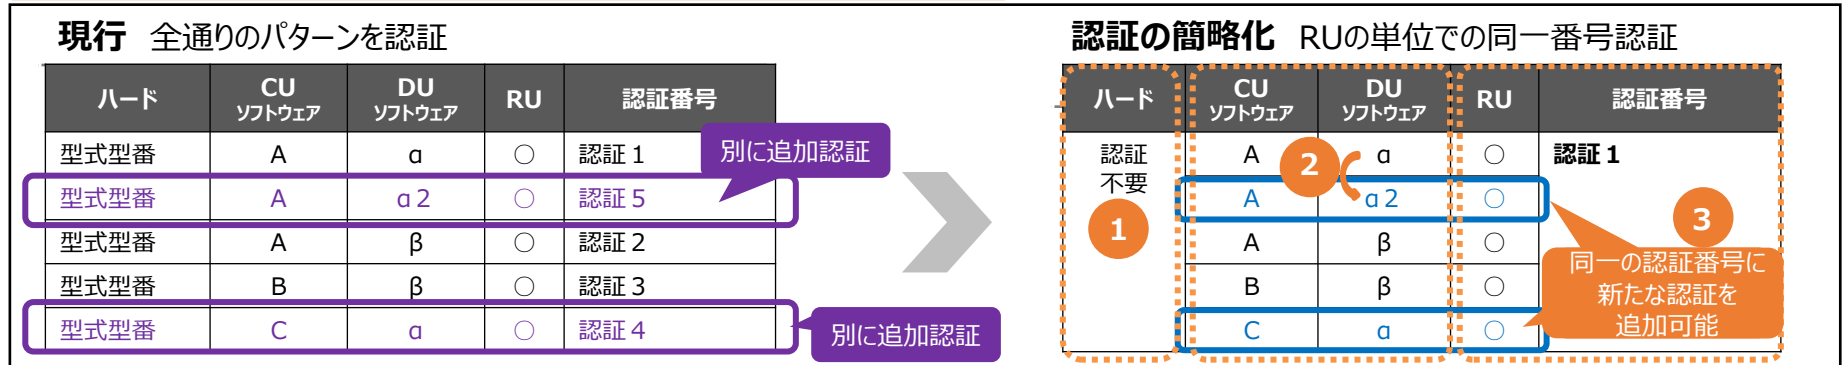 現行 全通りのパターンを認証
ハード CU ソフトウェア DU ソフトウェア RU 認証番号
型式型番 A α ○ 認証1
型式型番 A α2 ○ 認証5
型式型番 A β ○ 認証2
型式型番 B β ○ 認証3
型式型番 C α ○ 認証4
別に追加認証
別に追加認証
認証の簡略化 RUの単位での同一番号認証
ハード CU ソフトウェア DU ソフトウェア RU 認証番号
認証
不要
1
A α ○ 認証1
2
A α2 ○
A β ○
B β ○
C α ○
3
同一の認証番号に
新たな認証を
追加可能